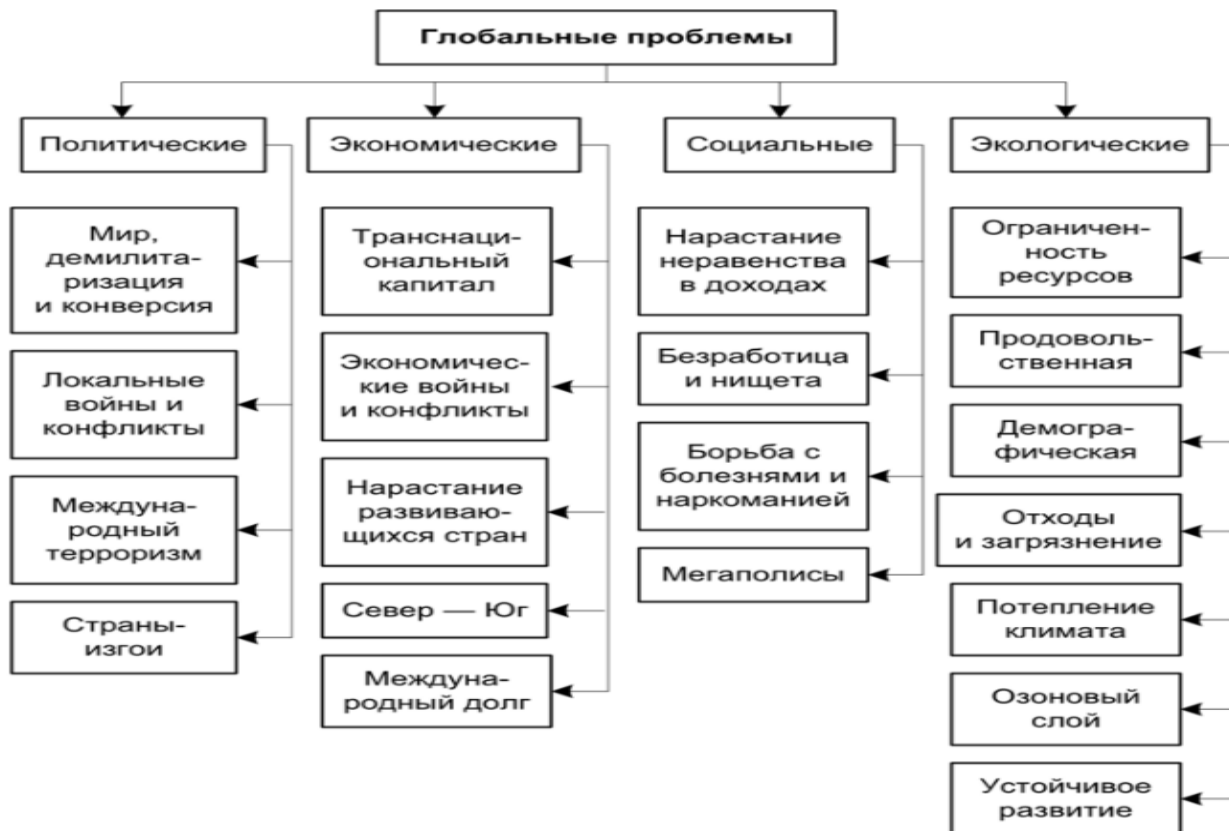 Глобальные проблемы
Политические
Мир,
демилита-
ризация
и конверсия
Локальные
войны и
конфликты
Междуна-
родный
терроризм
Страны-
изгои
Экономические
Транснаци-
ональный
капитал
Экономичес-
кие войны
и конфликты
Нарастание
развиваю-
щихся стран
Север — Юг
Междуна-
родный долг
Социальные
Нарастание
неравенства
в доходах
Безработица
и нищета
Борьба с
болезнями и
наркоманией
Мегаполисы
Экологические
Ограничен-
ность
ресурсов
Продоволь-
ственная
Демогра-
фическая
Отходы
и загрязнение
Потепление
климата
Озоновый
слой
Устойчивое
развитие